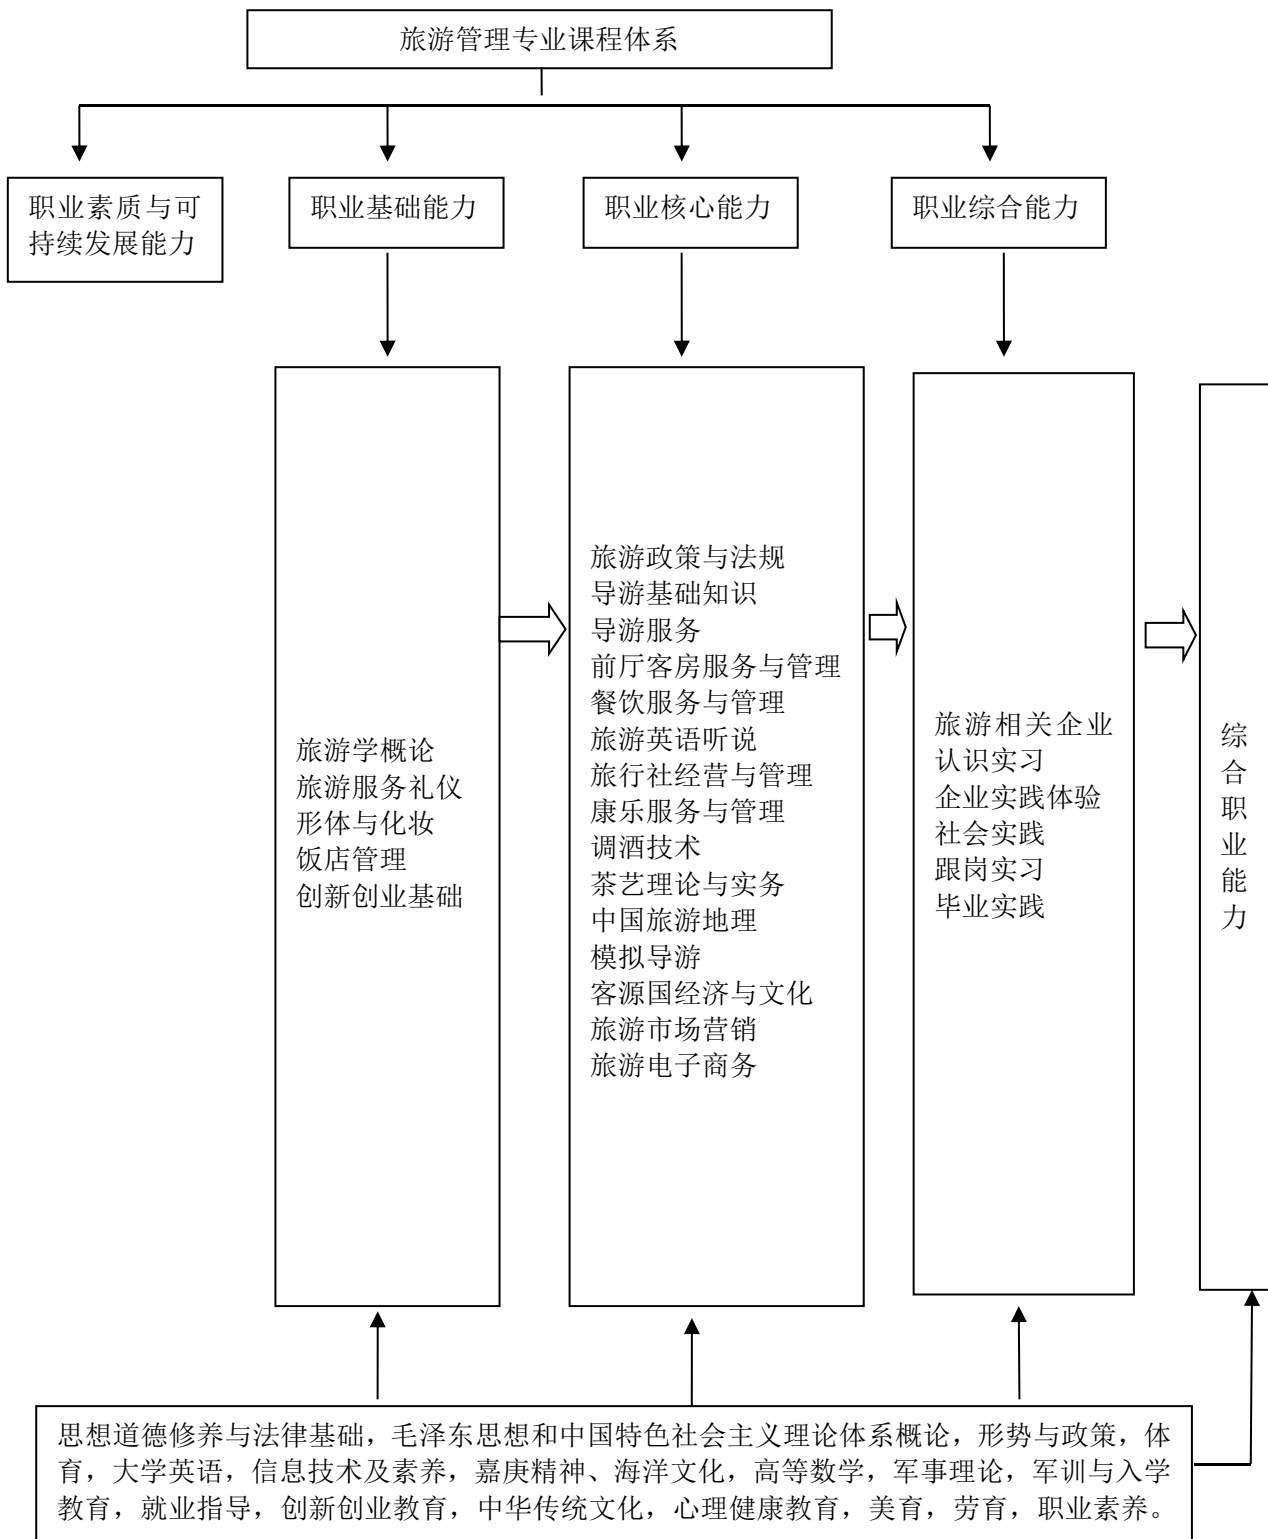 旅游管理专业课程体系
职业素质与可
持续发展能力
职业基础能力
职业核心能力
职业综合能力
旅游学概论
旅游服务礼仪
形体与化妆
饭店管理
创新创业基础
旅游政策与法规
导游基础知识
导游服务
前厅客房服务与管理
餐饮服务与管理
旅游英语听说
旅行社经营与管理
康乐服务与管理
调酒技术
茶艺理论与实务
中国旅游地理
模拟导游
客源国经济与文化
旅游市场营销
旅游电子商务
旅游相关企业
认识实习
企业实践体验
社会实践
跟岗实习
毕业实践
综
合
职
业
能
力
思想道德修养与法律基础，毛泽东思想和中国特色社会主义理论体系概论，形势与政策，体
育，大学英语，信息技术及素养，嘉庚精神、海洋文化，高等数学，军事理论，军训与入学
教育，就业指导，创新创业教育，中华传统文化，心理健康教育，美育，劳育，职业素养。